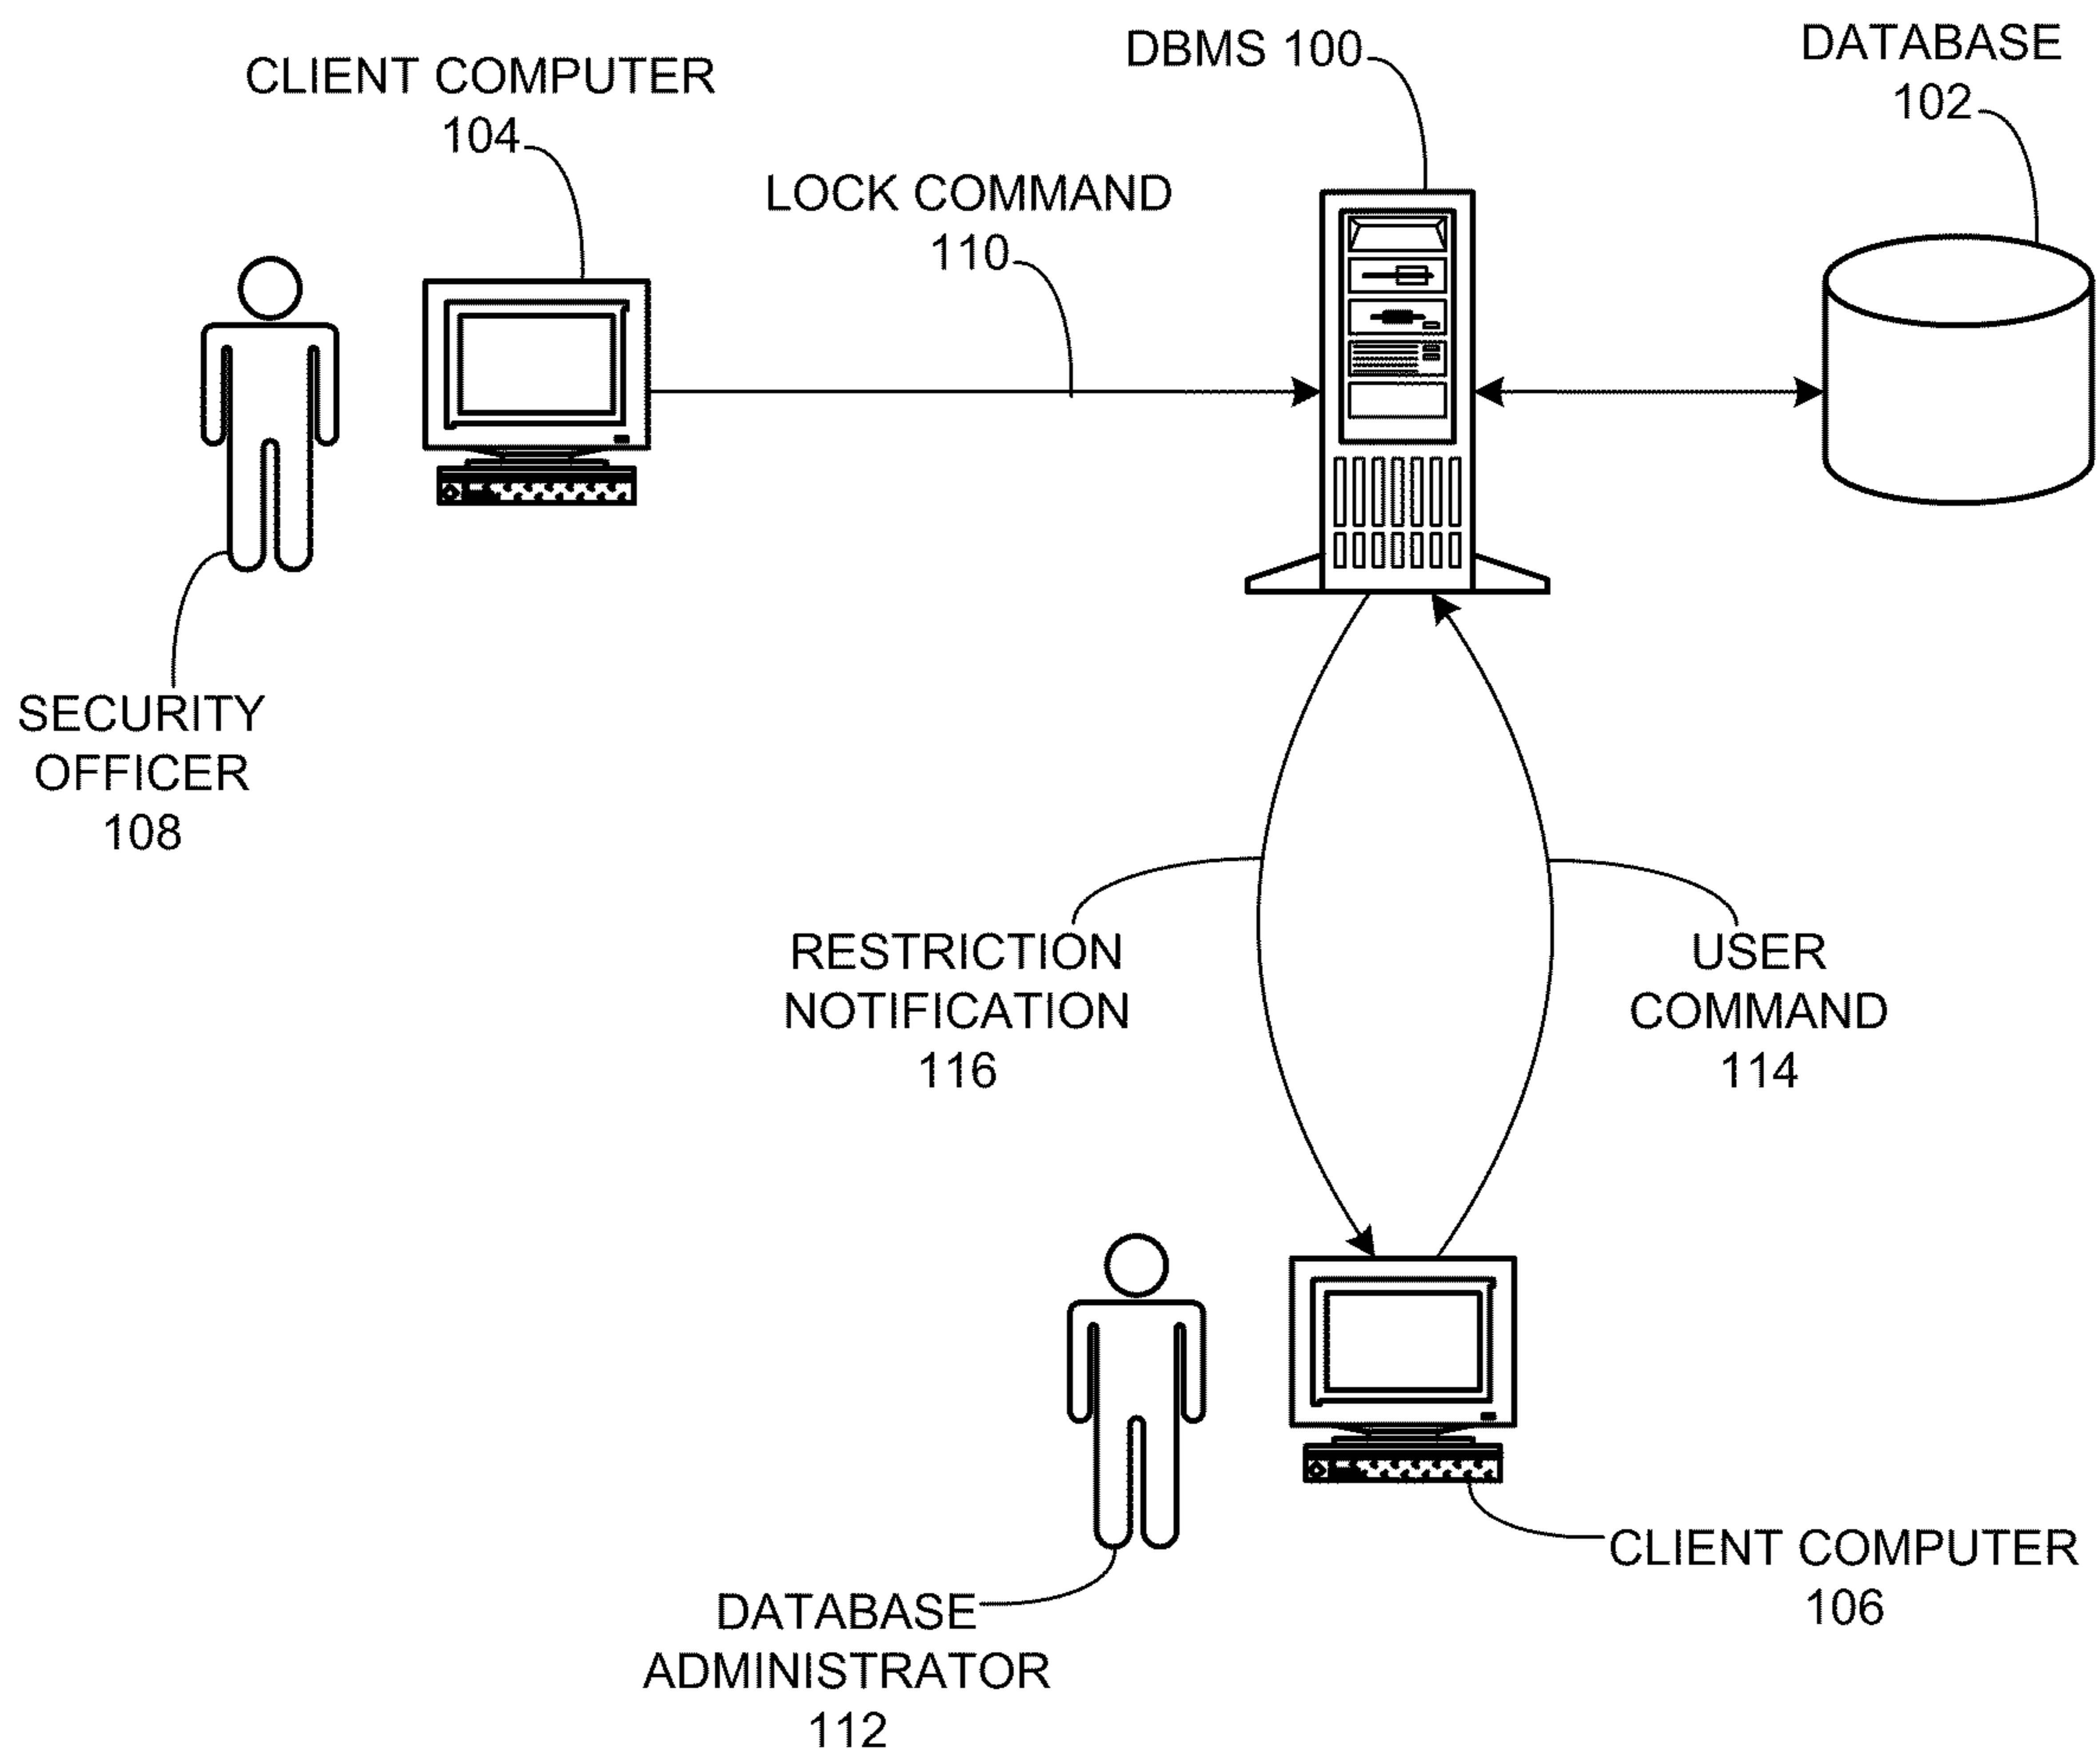 CLIENT COMPUTER
104
DBMS 100
DATABASE
102
LOCK COMMAND
110
SECURITY
OFFICER
108
RESTRICTION
NOTIFICATION
116
USER
COMMAND
114
CLIENT COMPUTER
106
DATABASE
ADMINISTRATOR
112